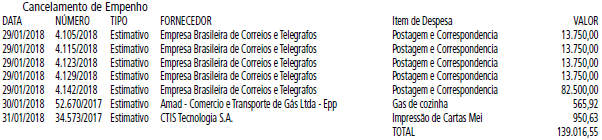 Cancelamento de Empenho
DATA NÚMERO TIPO FORNECEDOR Item de Despesa VALOR
29/01/2018 4.105/2018 Estimativo Empresa Brasileira de Correios e Telegrafos Postagem e Correspondencia 13.750,00
29/01/2018 4.115/2018 Estimativo Empresa Brasileira de Correios e Telegrafos Postagem e Correspondencia 13.750,00
29/01/2018 4.123/2018 Estimativo Empresa Brasileira de Correios e Telegrafos Postagem e Correspondencia 13.750,00
29/01/2018 4.129/2018 Estimativo Empresa Brasileira de Correios e Telegrafos Postagem e Correspondencia 13.750,00
29/01/2018 4.142/2018 Estimativo Empresa Brasileira de Correios e Telegrafos Postagem e Correspondencia 82.500,00
30/01/2018 52.670/2017 Estimativo Amad - Comercio e Transporte de Gás Ltda - Epp Gas de cozinha 565,92
31/01/2018 34.573/2017 Estimativo CTIS Tecnologia S.A. Impressão de Cartas Mei 950,63
TOTAL 139.016,55